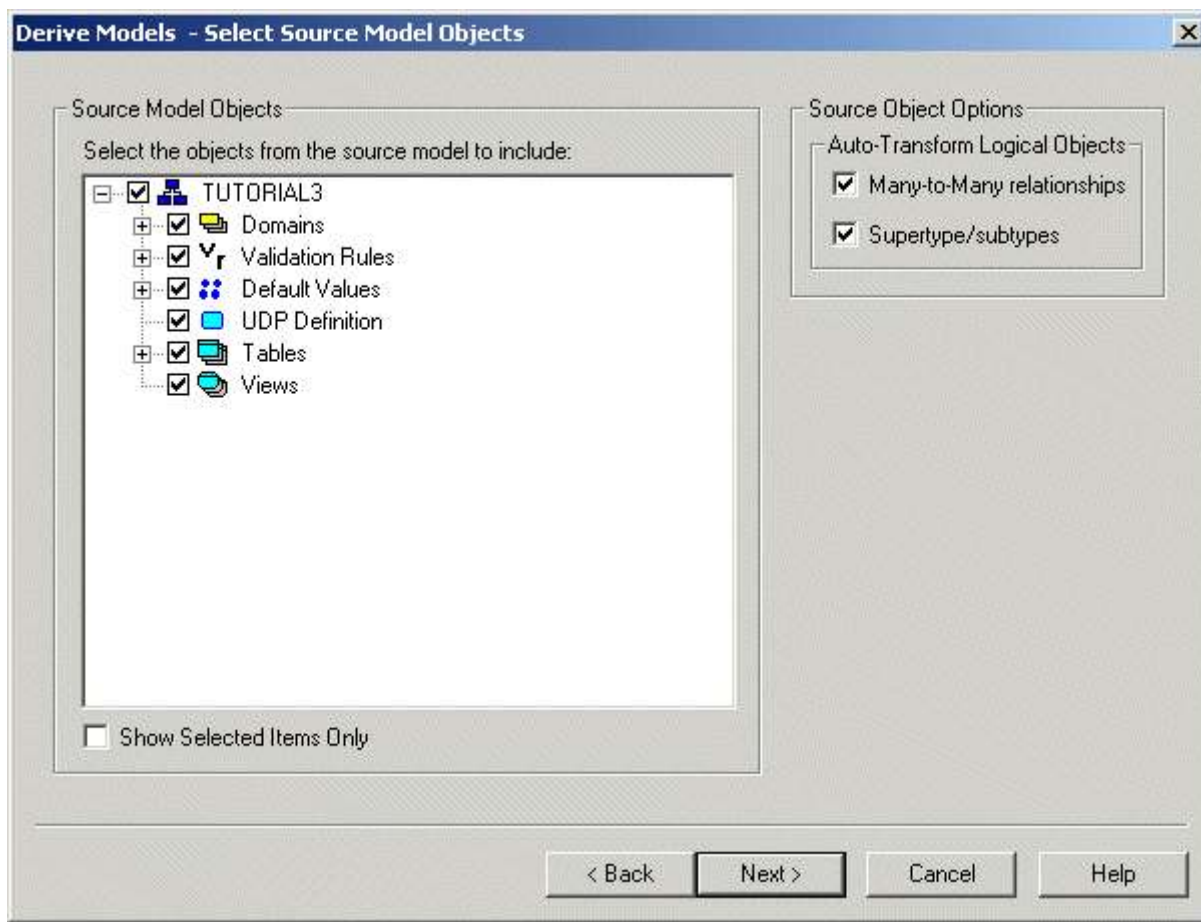 Derive Models - Select Source Model Objects
Source Model Objects
Select the objects from the source model to include:
TUTORIAL3
Domains
Validation Rules
Default Values
UDP Definition
Tables
Views
Show Selected Items Only
Source Object Options
Auto-Transform Logical Objects
Many-to-Many relationships
Supertype/subtypes
< Back Next > Cancel Help